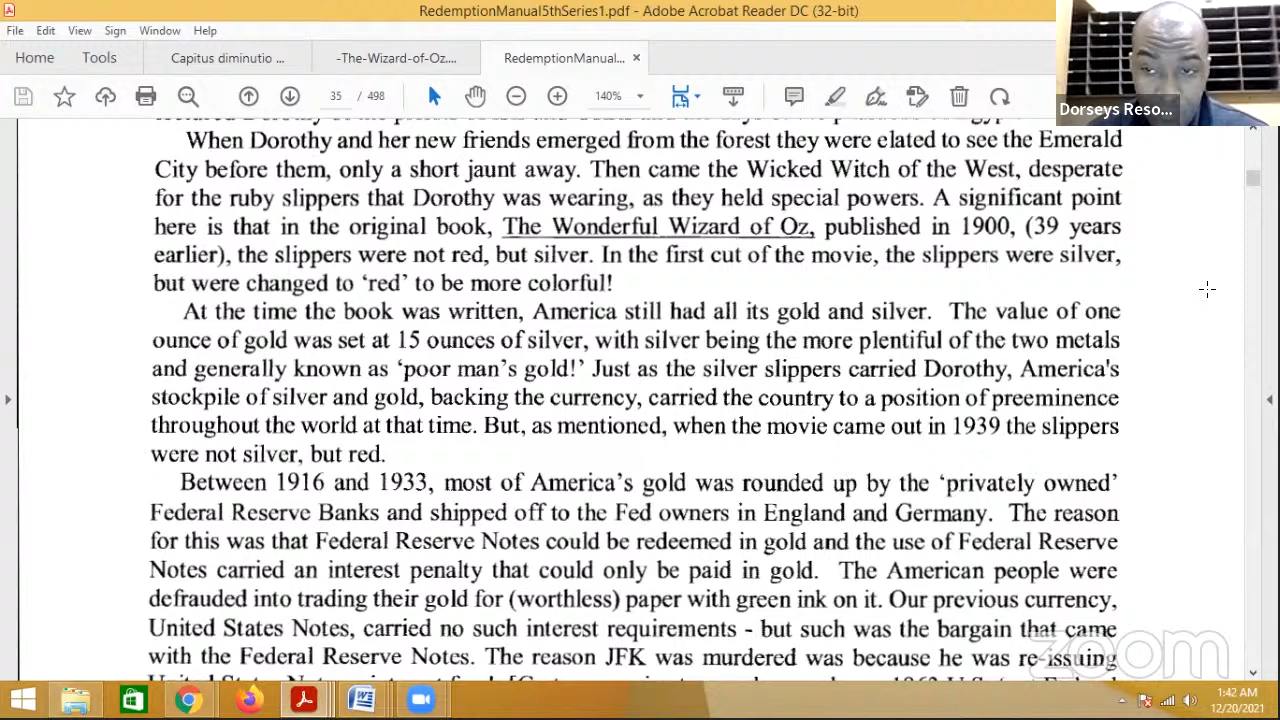 RedemptionManual5thSeries1.pdf - Adobe Acrobat Reader DC (32-bit)
File Edit View Sign Window Help
Home Tools Capitus diminutio ... -The-Wizard-of-Oz.... RedemptionManual... ×
35 / 140%
Dorseys Reso...
When Dorothy and her new friends emerged from the forest they were elated to see the Emerald
City before them, only a short jaunt away. Then came the Wicked Witch of the West, desperate
for the ruby slippers that Dorothy was wearing, as they held special powers. A significant point
here is that in the original book, The Wonderful Wizard of Oz, published in 1900, (39 years
earlier), the slippers were not red, but silver. In the first cut of the movie, the slippers were silver,
but were changed to ‘red’ to be more colorful!
At the time the book was written, America still had all its gold and silver. The value of one
ounce of gold was set at 15 ounces of silver, with silver being the more plentiful of the two metals
and generally known as ‘poor man’s gold!’ Just as the silver slippers carried Dorothy, America's
stockpile of silver and gold, backing the currency, carried the country to a position of preeminence
throughout the world at that time. But, as mentioned, when the movie came out in 1939 the slippers
were not silver, but red.
Between 1916 and 1933, most of America’s gold was rounded up by the ‘privately owned’
Federal Reserve Banks and shipped off to the Fed owners in England and Germany. The reason
for this was that Federal Reserve Notes could be redeemed in gold and the use of Federal Reserve
Notes carried an interest penalty that could only be paid in gold. The American people were
defrauded into trading their gold for (worthless) paper with green ink on it. Our previous currency,
United States Notes, carried no such interest requirements - but such was the bargain that came
with the Federal Reserve Notes. The reason JFK was murdered was because he was re-issuing
zoom
1:42 AM
12/20/2021